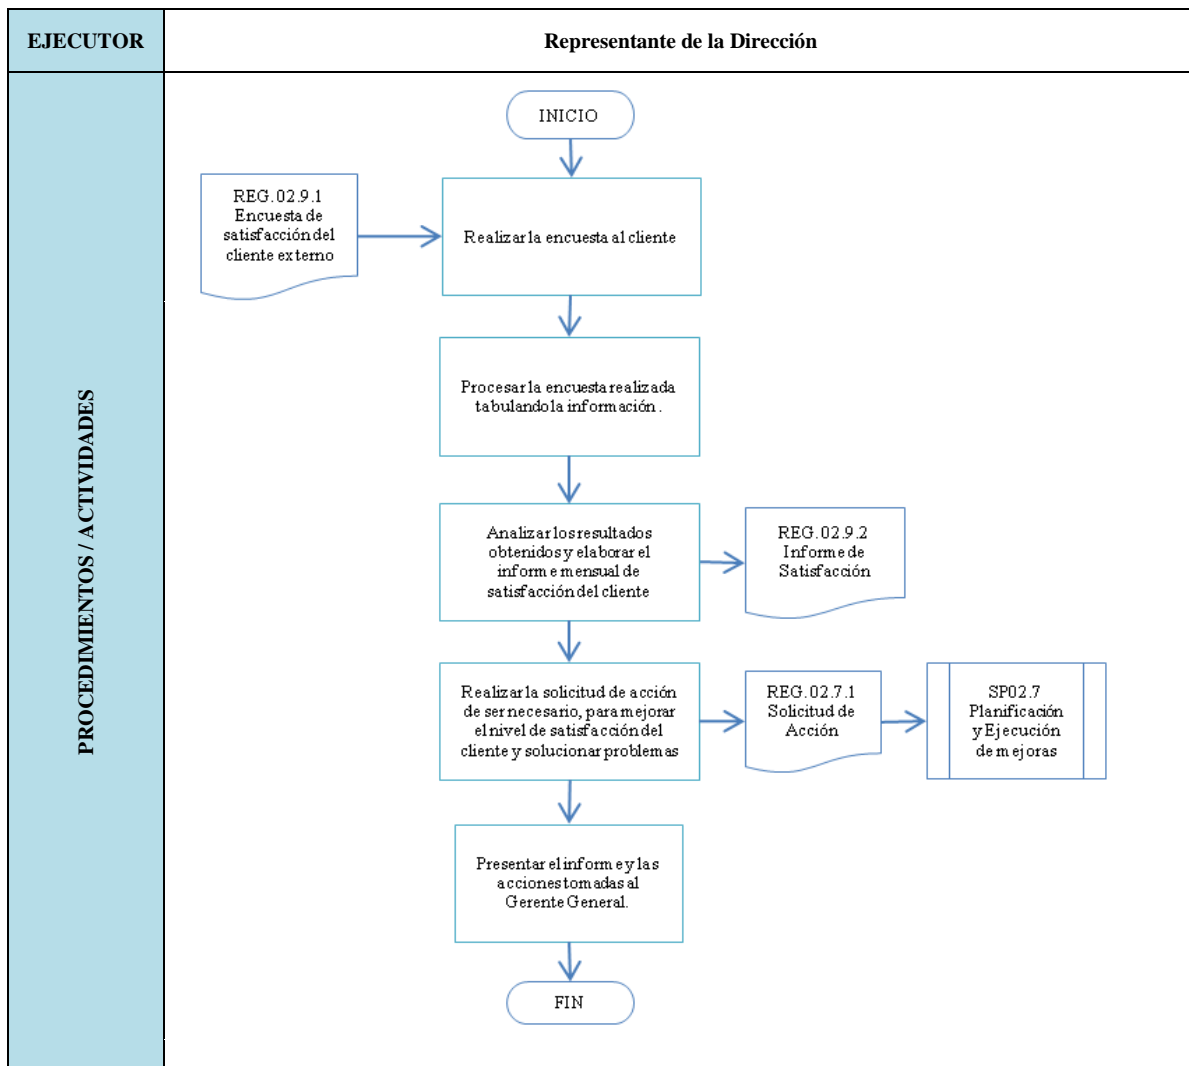 EJECUTOR
Representante de la Dirección
PROCEDIMIENTOS / ACTIVIDADES
INICIO
REG.02.9.1
Encuesta de
satisfacción del
cliente externo
Realizar la encuesta al cliente
Procesar la encuesta realizada
tabulando la información .
Analizar los resultados
obtenidos y elaborar el
informe mensual de
satisfacción del cliente
REG.02.9.2
Informe de
Satisfacción
Realizar la solicitud de acción
de ser necesario, para mejorar
el nivel de satisfacción del
cliente y solucionar problemas
REG.02.7.1
Solicitud de
Acción
SP02.7
Planificación
y Ejecución
de mejoras
Presentar el informe y las
acciones tomadas al
Gerente General.
FIN